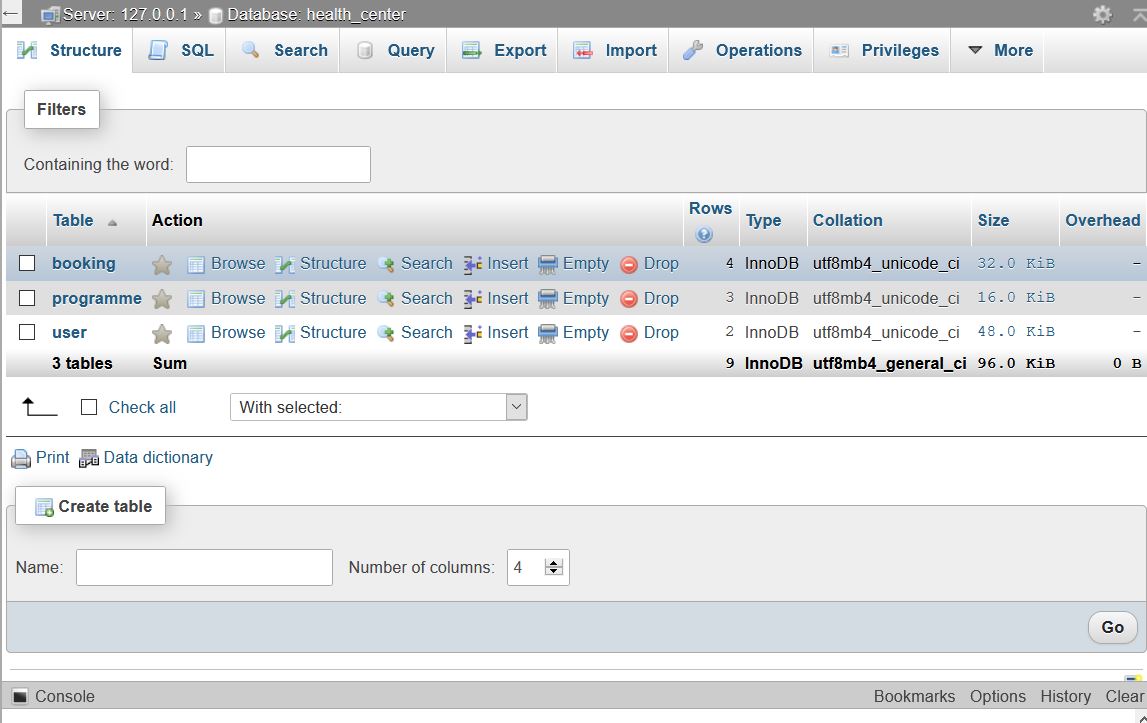 Server: 127.0.0.1 » Database: health_center
Structure SQL Search Query Export Import Operations Privileges More
Filters
Containing the word:
Table Action Rows Type Collation Size Overhead
booking Browse Structure Search Insert Empty Drop 4 InnoDB utf8mb4_unicode_ci 32.0 KiB -
programme Browse Structure Search Insert Empty Drop 3 InnoDB utf8mb4_unicode_ci 16.0 KiB -
user Browse Structure Search Insert Empty Drop 2 InnoDB utf8mb4_unicode_ci 48.0 KiB -
3 tables Sum 9 InnoDB utf8mb4_general_ci 96.0 KiB 0 B
Check all With selected:
Print Data dictionary
Create table
Name: Number of columns: 4
Go
Console Bookmarks Options History Clear